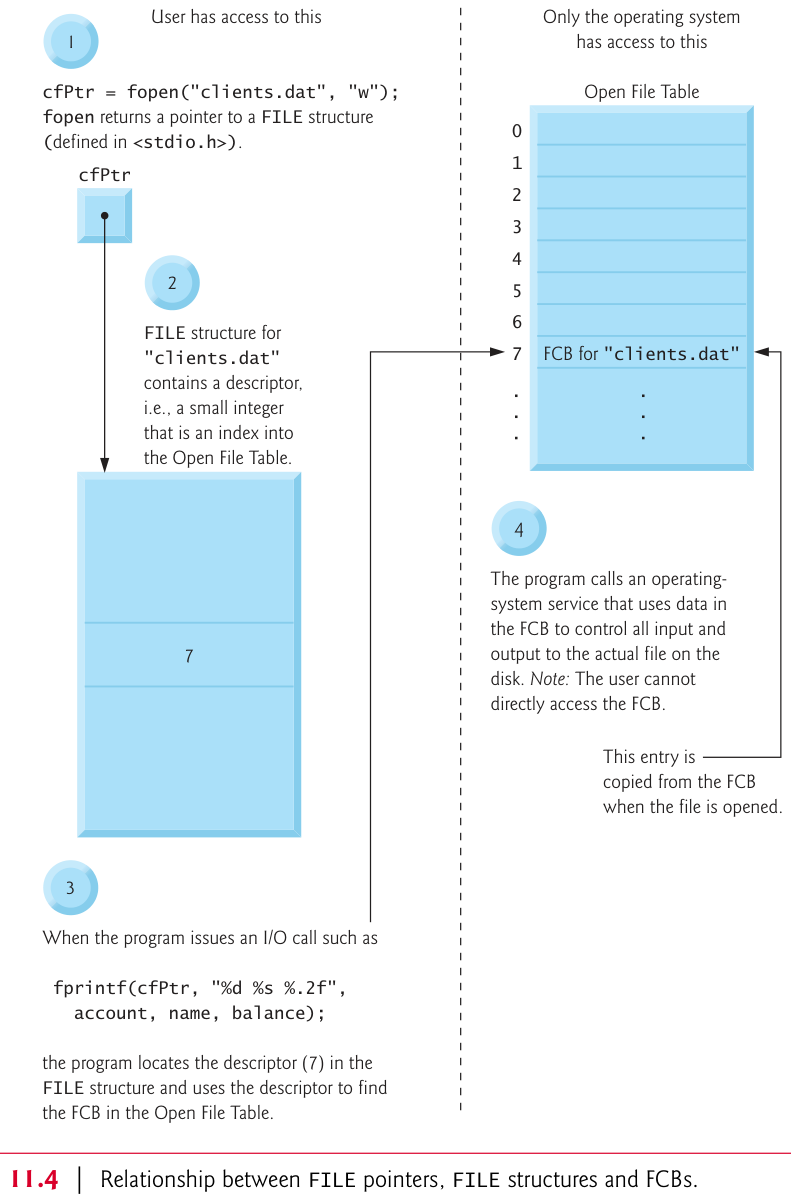 User has access to this
1
cfPtr = fopen("clients.dat", "w");
fopen returns a pointer to a FILE structure
(defined in <stdio.h>).
cfPtr
2
FILE structure for
"clients.dat"
contains a descriptor,
i.e., a small integer
that is an index into
the Open File Table.
7
3
When the program issues an I/O call such as
fprintf(cfPtr, "%d %s %.2f",
account, name, balance);
the program locates the descriptor (7) in the
FILE structure and uses the descriptor to find
the FCB in the Open File Table.
Only the operating system
has access to this
Open File Table
0
1
2
3
4
5
6
7 FCB for "clients.dat"
. .
. .
. .
4
The program calls an operating-
system service that uses data in
the FCB to control all input and
output to the actual file on the
disk. Note: The user cannot
directly access the FCB.
This entry is
copied from the FCB
when the file is opened.
11.4 | Relationship between FILE pointers, FILE structures and FCBs.